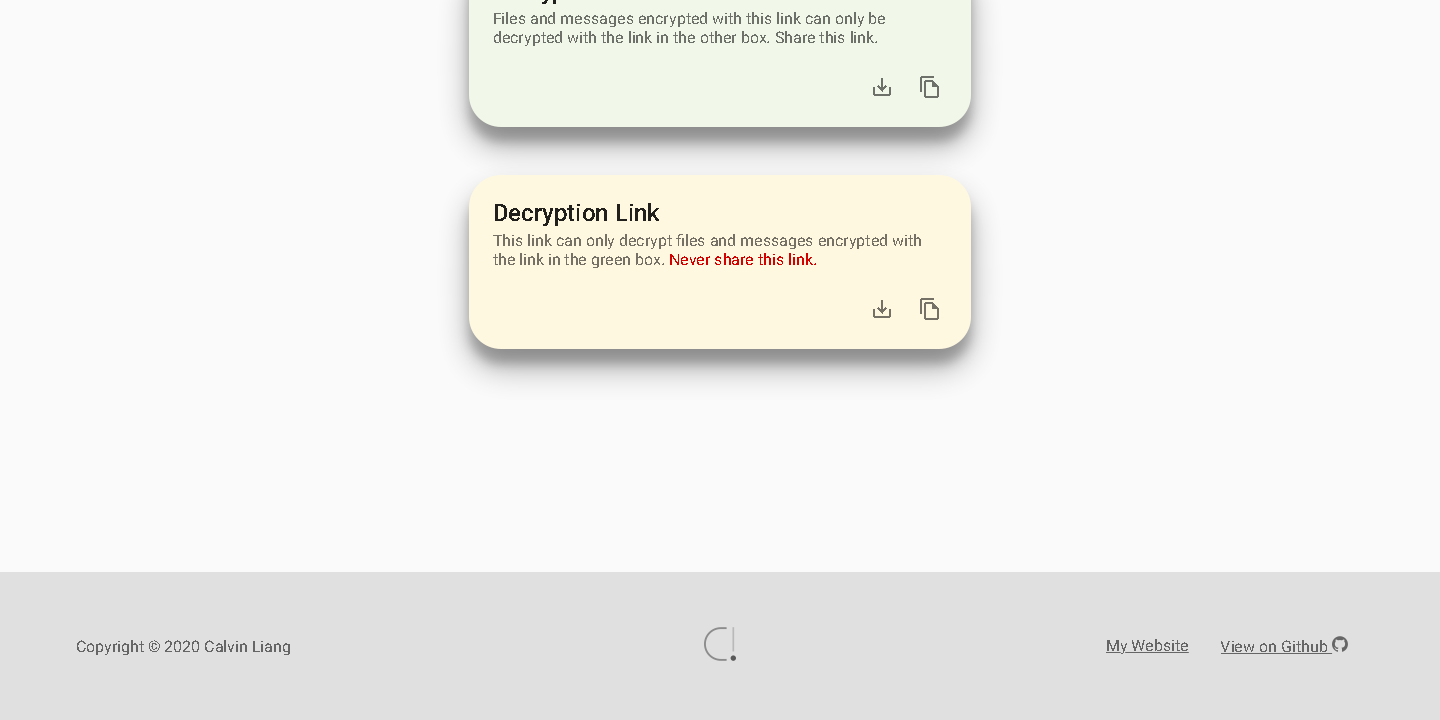 Files and messages encrypted with this link can only be
decrypted with the link in the other box. Share this link.
Decryption Link
This link can only decrypt files and messages encrypted with
the link in the green box. Never share this link.
Copyright © 2020 Calvin Liang
My Website
View on Github